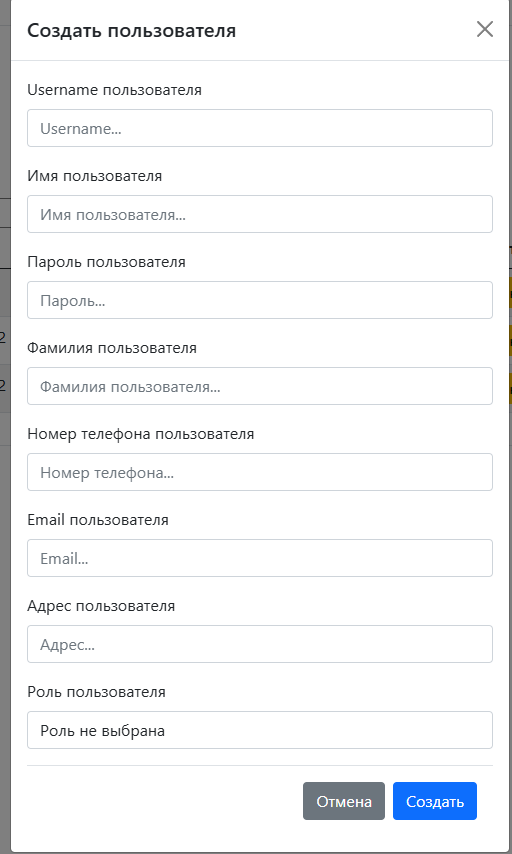 Создать пользователя
Username пользователя
Username...
Имя пользователя
Имя пользователя...
Пароль пользователя
Пароль...
Фамилия пользователя
Фамилия пользователя...
Номер телефона пользователя
Номер телефона...
Email пользователя
Email...
Адрес пользователя
Адрес...
Роль пользователя
Роль не выбрана
Отмена
Создать
2
2